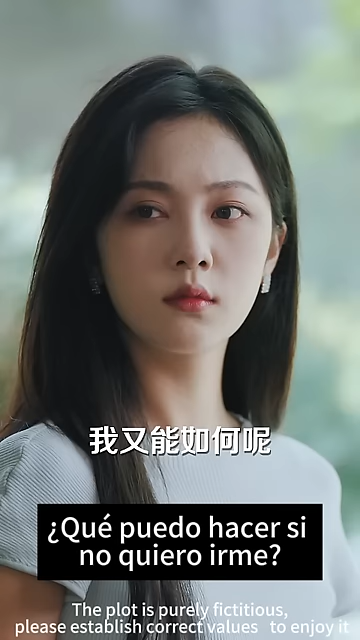 我又能如何呢
¿Qué puedo hacer si
no quiero irme?
The plot is purely fictitious,
please establish correct values to enjoy it